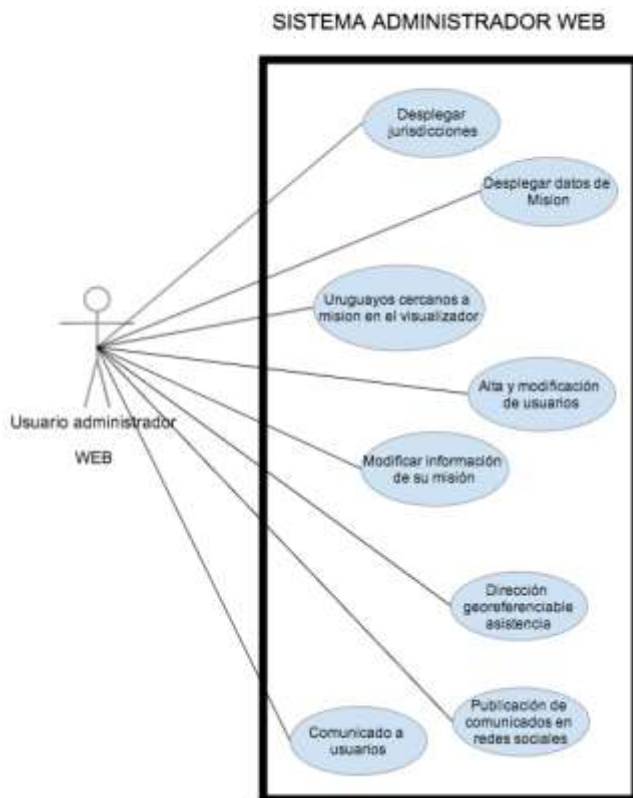 SISTEMA ADMINISTRADOR WEB
Desplegar
jurisdicciones
Desplegar datos de
Mision
Uruguayos cercanos a
mision en el visualizador
Alta y modificación
de usuarios
Usuario administrador
WEB
Modificar información
de su misión
Dirección
georeferenciable
asistencia
Publicación de
comunicados en
redes sociales
Comunicado a
usuarios